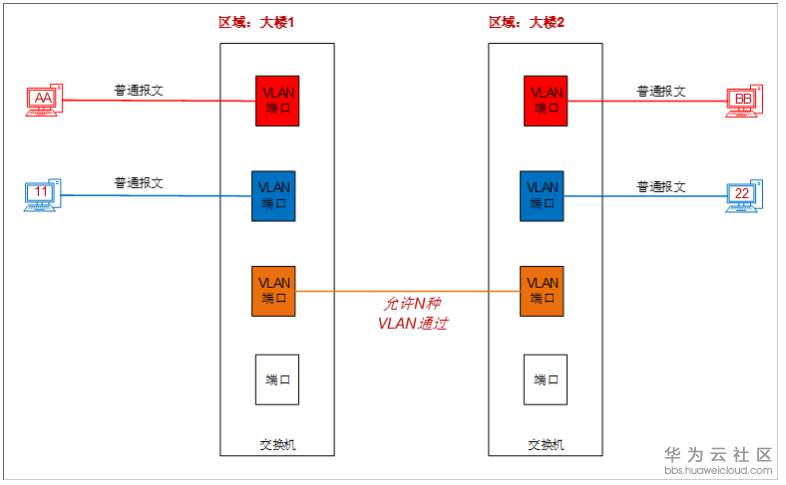 区域：大楼1
区域：大楼2
AA
普通报文
VLAN
端口
VLAN
端口
普通报文
BB
11
普通报文
VLAN
端口
VLAN
端口
普通报文
22
VLAN
端口
允许N种
VLAN通过
VLAN
端口
端口
端口
交换机
交换机
华为云社区
bbs.huaweicloud.com